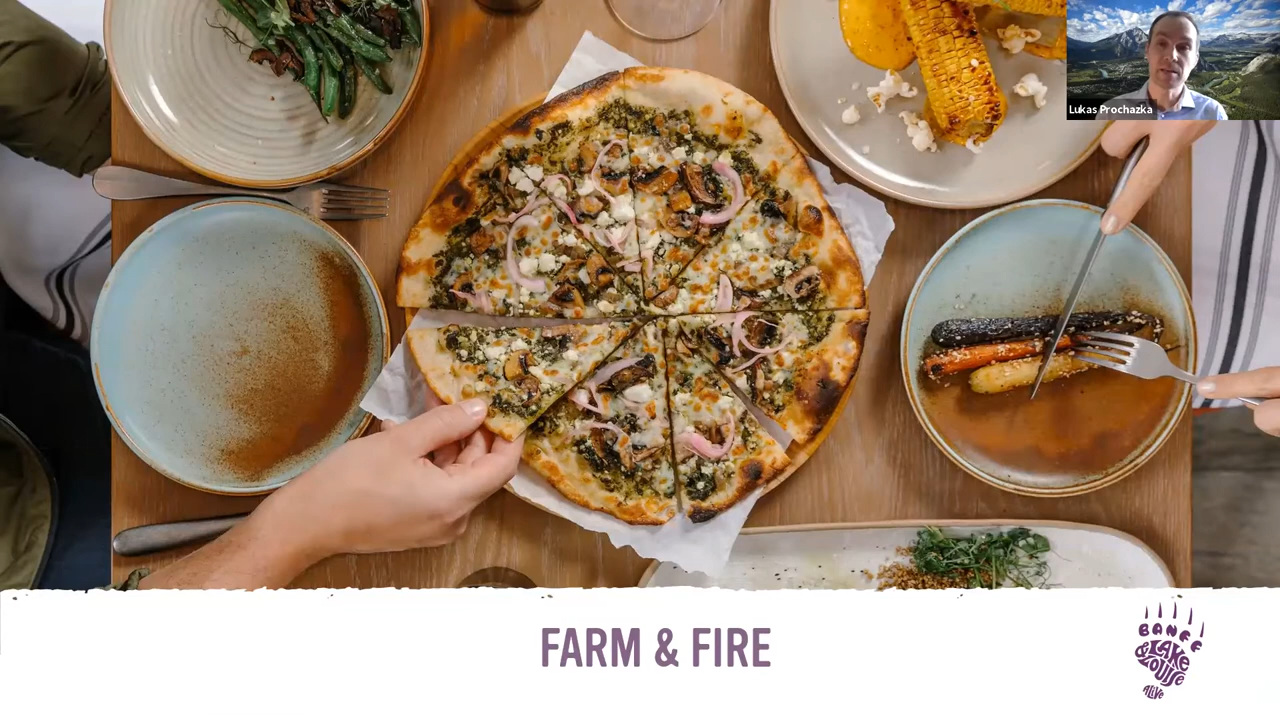 Lukas Prochazka
FARM & FIRE
BANFF
& LAKE
LOUISE
ALIVE